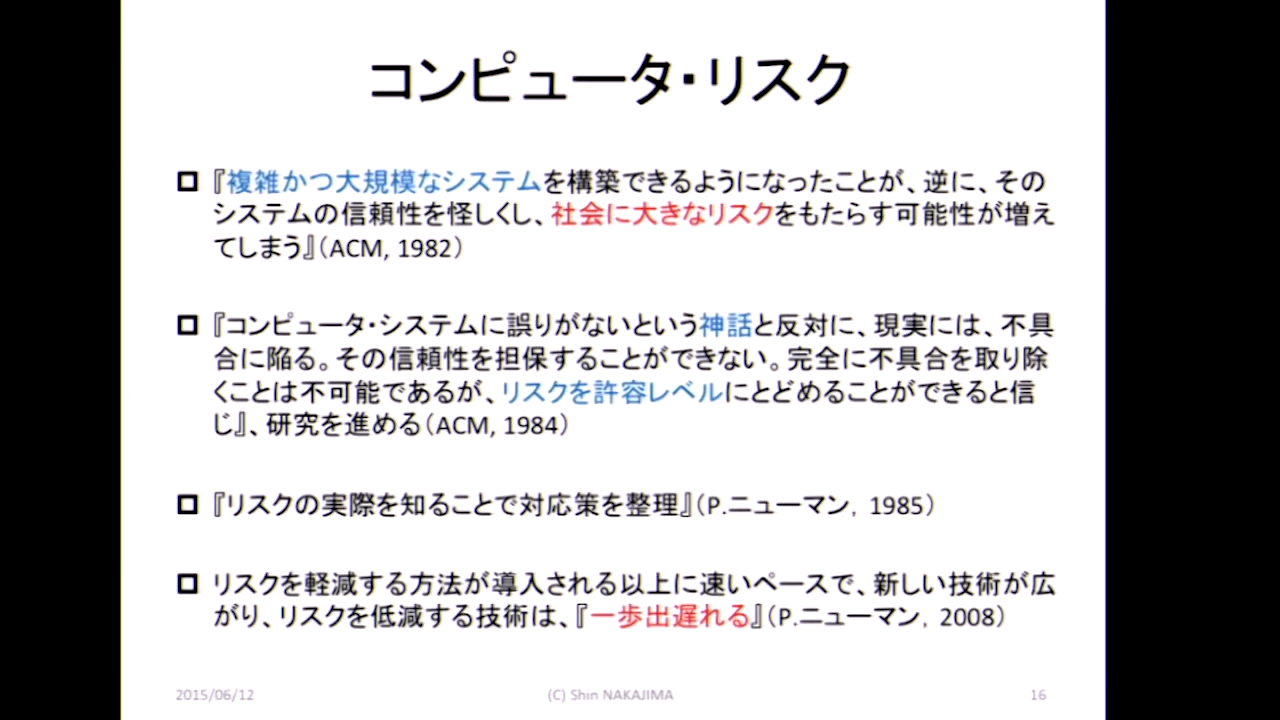 コンピュータ・リスク
『複雑かつ大規模なシステムを構築できるようになったことが、逆に、その
システムの信頼性を怪しくし、社会に大きなリスクをもたらす可能性が増え
てしまう』（ACM, 1982）
『コンピュータ・システムに誤りがないという神話と反対に、現実には、不具
合に陥る。その信頼性を担保することができない。完全に不具合を取り除
くことは不可能であるが、リスクを許容レベルにとどめることができると信
じ』、研究を進める（ACM, 1984）
『リスクの実際を知ることで対応策を整理』（P.ニューマン, 1985）
リスクを軽減する方法が導入される以上に速いペースで、新しい技術が広
がり、リスクを低減する技術は、『一歩出遅れる』（P.ニューマン, 2008）
2015/06/12
(C) Shin NAKAJIMA
16